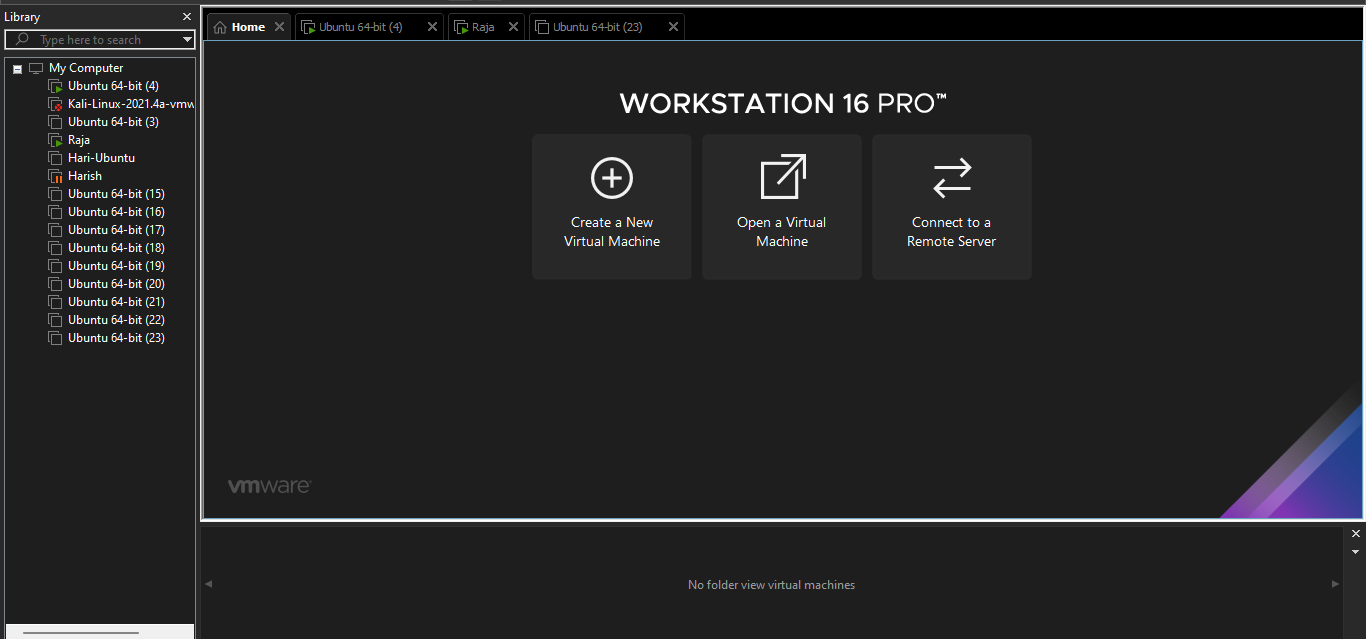 Library
Type here to search
My Computer
Ubuntu 64-bit (4)
Kali-Linux-2021.4a-vmw
Ubuntu 64-bit (3)
Raja
Hari-Ubuntu
Harish
Ubuntu 64-bit (15)
Ubuntu 64-bit (16)
Ubuntu 64-bit (17)
Ubuntu 64-bit (18)
Ubuntu 64-bit (19)
Ubuntu 64-bit (20)
Ubuntu 64-bit (21)
Ubuntu 64-bit (22)
Ubuntu 64-bit (23)
Home
Ubuntu 64-bit (4)
Raja
Ubuntu 64-bit (23)
WORKSTATION 16 PRO™
Create a New
Virtual Machine
Open a Virtual
Machine
Connect to a
Remote Server
vmware®
No folder view virtual machines